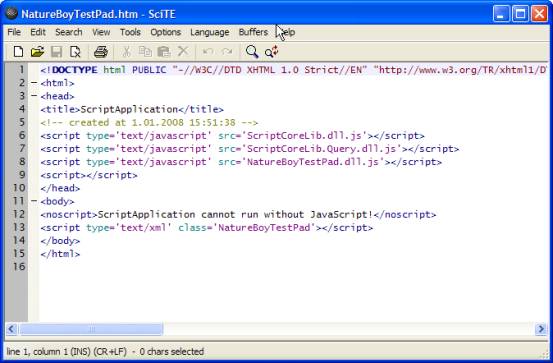 NatureBoyTestPad.htm - SciTE
File Edit Search View Tools Options Language Buffers Help
1 <!DOCTYPE html PUBLIC "-//W3C//DTD XHTML 1.0 Strict//EN" "http://www.w3.org/TR/xhtml1/D
2 <html>
3 <head>
4 <title>ScriptApplication</title>
5 <!-- created at 1.01.2008 15:51:38 -->
6 <script type='text/javascript' src='ScriptCoreLib.dll.js'></script>
7 <script type='text/javascript' src='ScriptCoreLib.Query.dll.js'></script>
8 <script type='text/javascript' src='NatureBoyTestPad.dll.js'></script>
9 <script></script>
10 </head>
11 <body>
12 <noscript>ScriptApplication cannot run without JavaScript!</noscript>
13 <script type='text/xml' class='NatureBoyTestPad'></script>
14 </body>
15 </html>
16
line 1, column 1 (INS) (CR+LF) - 0 chars selected